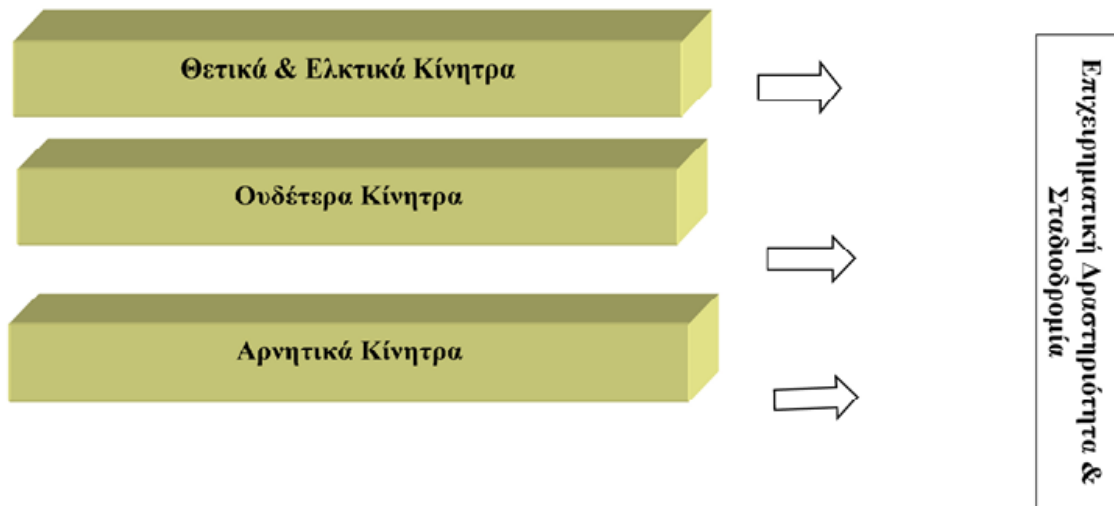 Θετικά & Ελκτικά Κίνητρα
Ουδέτερα Κίνητρα
Αρνητικά Κίνητρα
Επιχειρηματική Δραστηριότητα &
Σταδιοδρομία